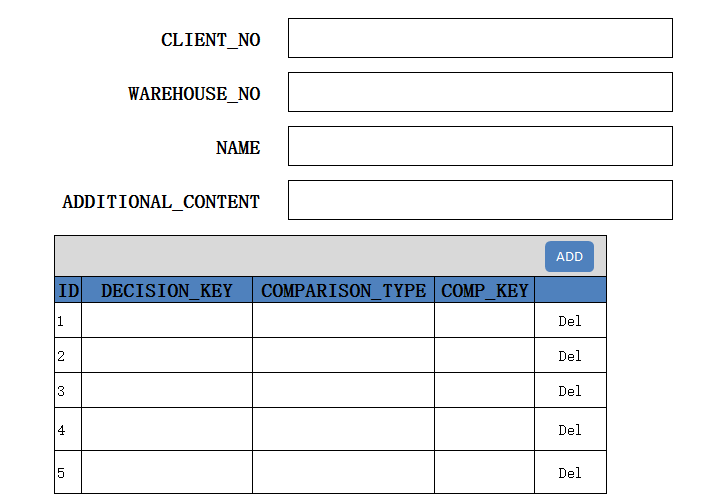 CLIENT_NO
WAREHOUSE_NO
NAME
ADDITIONAL_CONTENT
ADD
ID DECISION_KEY COMPARISON_TYPE COMP_KEY
1 Del
2 Del
3 Del
4 Del
5 Del